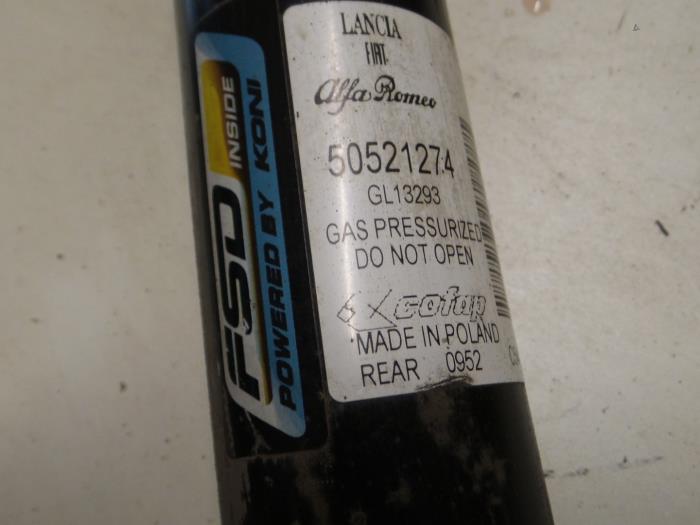 FSD INSIDE
POWERED BY KONI
LANCIA
FIAT
Alfa Romeo
50521274
GL13293
GAS PRESSURIZED
DO NOT OPEN
cofap
MADE IN POLAND
REAR 0952